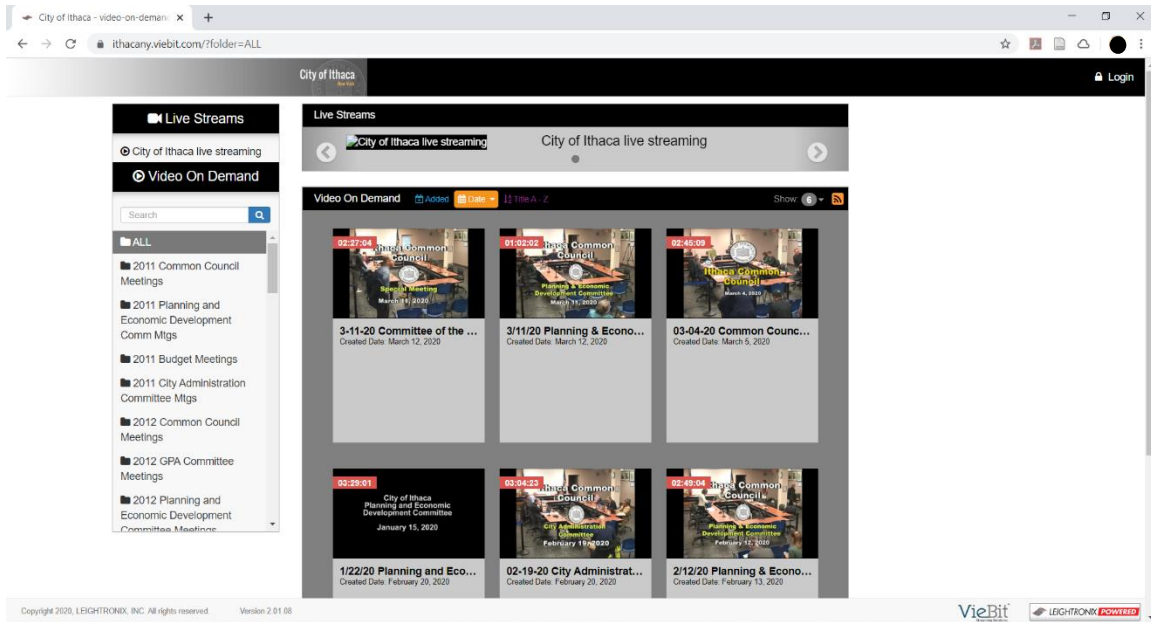 City of Ithaca - video-on-deman
ithacany.viebit.com/?folder=ALL
City of Ithaca
New York
Login
Live Streams
City of Ithaca live streaming
Video On Demand
Search
ALL
2011 Common Council
Meetings
2011 Planning and
Economic Development
Comm Mtgs
2011 Budget Meetings
2011 City Administration
Committee Mtgs
2012 Common Council
Meetings
2012 GPA Committee
Meetings
2012 Planning and
Economic Development
Committee Meetings
Live Streams
City of Ithaca live streaming
City of Ithaca live streaming
Video On Demand Added Date Title A - Z Show 6
02:27:04
Ithaca Common
Council
Special Meeting
March 11, 2020
3-11-20 Committee of the ...
Created Date: March 12, 2020
01:02:02
Ithaca Common
Council
Planning & Economic
Development Committee
March 11, 2020
3/11/20 Planning & Econo...
Created Date: March 12, 2020
02:45:09
Ithaca Common
Council
March 4, 2020
03-04-20 Common Counc...
Created Date: March 5, 2020
03:29:01
City of Ithaca
Planning and Economic
Development Committee
January 15, 2020
1/22/20 Planning and Eco...
Created Date: February 20, 2020
03:04:23
Ithaca Common
Council
City Administration
Committee
February 19, 2020
02-19-20 City Administrat...
Created Date: February 20, 2020
02:49:04
Ithaca Common
Council
Planning & Economic
Development Committee
February 12, 2020
2/12/20 Planning & Econo...
Created Date: February 13, 2020
Copyright 2020, LEIGHTRONIX, INC. All rights reserved. Version 2.01.08
VieBit
LEIGHTRONIX POWERED